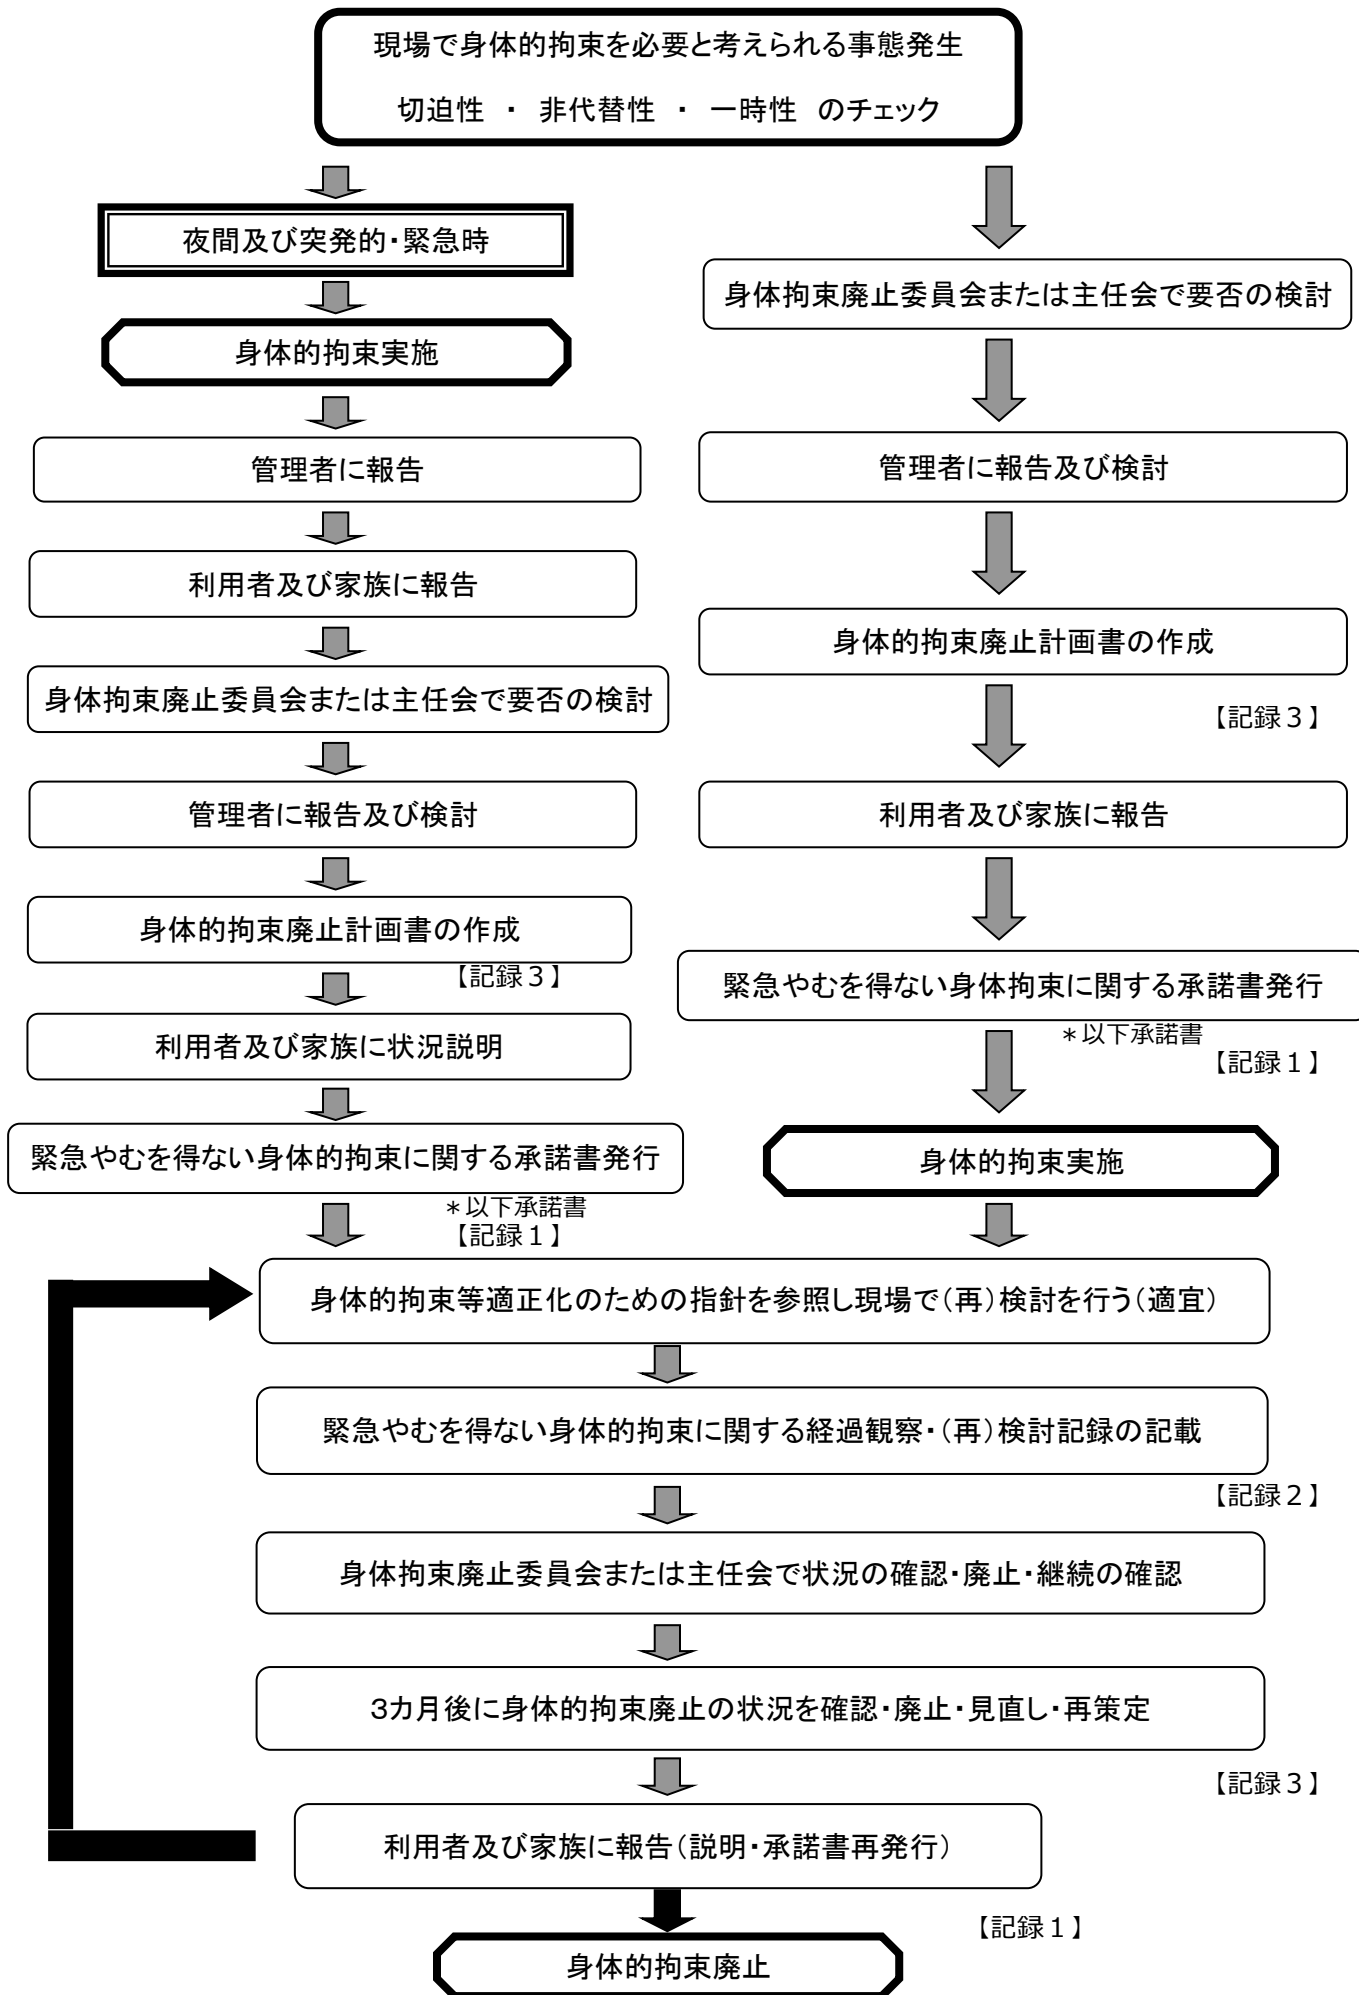 現場で身体的拘束を必要と考えられる事態発生
切迫性 ・ 非代替性 ・ 一時性 のチェック
夜間及び突発的・緊急時
身体的拘束実施
管理者に報告
利用者及び家族に報告
身体拘束廃止委員会または主任会で要否の検討
管理者に報告及び検討
身体的拘束廃止計画書の作成
【記録３】
利用者及び家族に状況説明
緊急やむを得ない身体的拘束に関する承諾書発行
＊以下承諾書
【記録１】
身体拘束廃止委員会または主任会で要否の検討
管理者に報告及び検討
身体的拘束廃止計画書の作成
【記録３】
利用者及び家族に報告
緊急やむを得ない身体拘束に関する承諾書発行
＊以下承諾書
【記録１】
身体的拘束実施
身体的拘束等適正化のための指針を参照し現場で（再）検討を行う（適宜）
緊急やむを得ない身体的拘束に関する経過観察・（再）検討記録の記載
【記録２】
身体拘束廃止委員会または主任会で状況の確認・廃止・継続の確認
３カ月後に身体的拘束廃止の状況を確認・廃止・見直し・再策定
【記録３】
利用者及び家族に報告（説明・承諾書再発行）
【記録１】
身体的拘束廃止